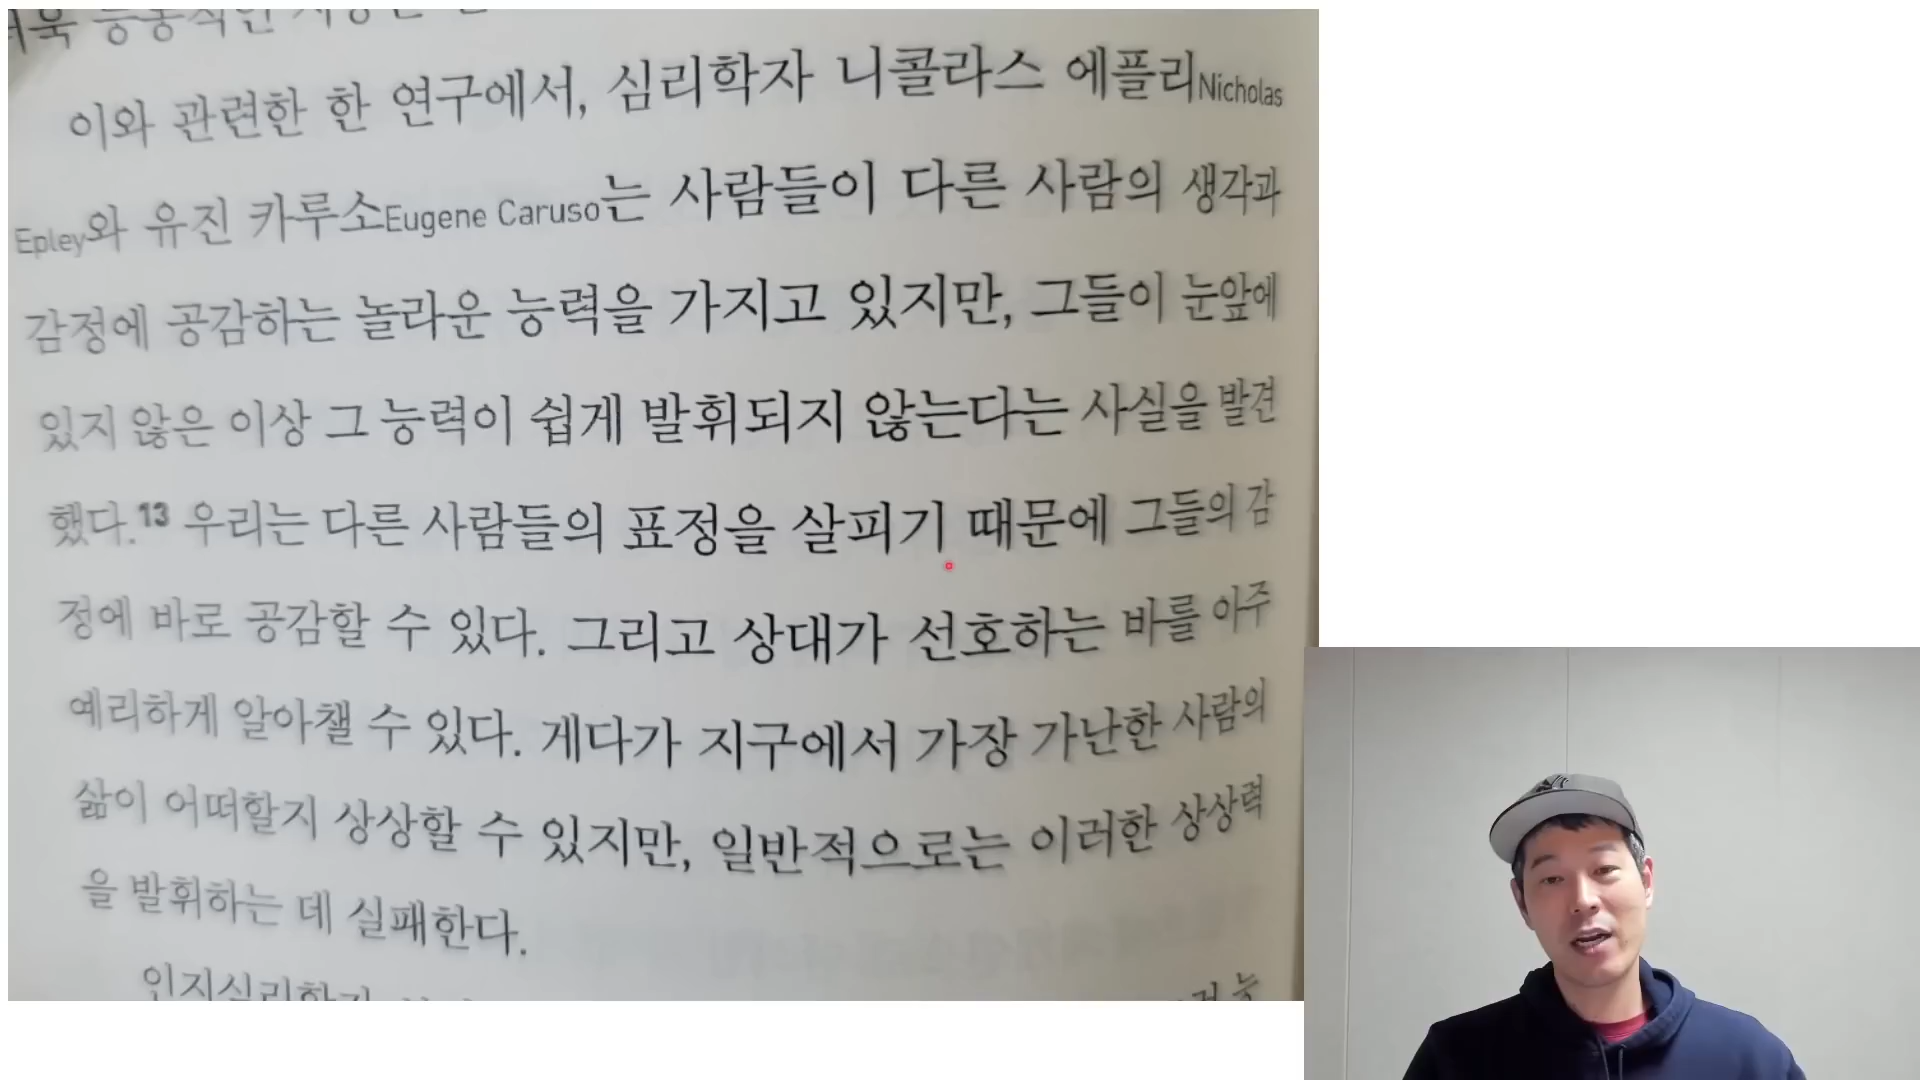 이와 관련한 한 연구에서, 심리학자 니콜라스 에플리Nicholas
Epley와 유진 카루소Eugene Caruso는 사람들이 다른 사람의 생각과
감정에 공감하는 놀라운 능력을 가지고 있지만, 그들이 눈앞에
있지 않은 이상 그 능력이 쉽게 발휘되지 않는다는 사실을 발견
했다.13 우리는 다른 사람들의 표정을 살피기 때문에 그들의 감
정에 바로 공감할 수 있다. 그리고 상대가 선호하는 바를 아주
예리하게 알아챌 수 있다. 게다가 지구에서 가장 가난한 사람의
삶이 어떠할지 상상할 수 있지만, 일반적으로는 이러한 상상력
을 발휘하는 데 실패한다.